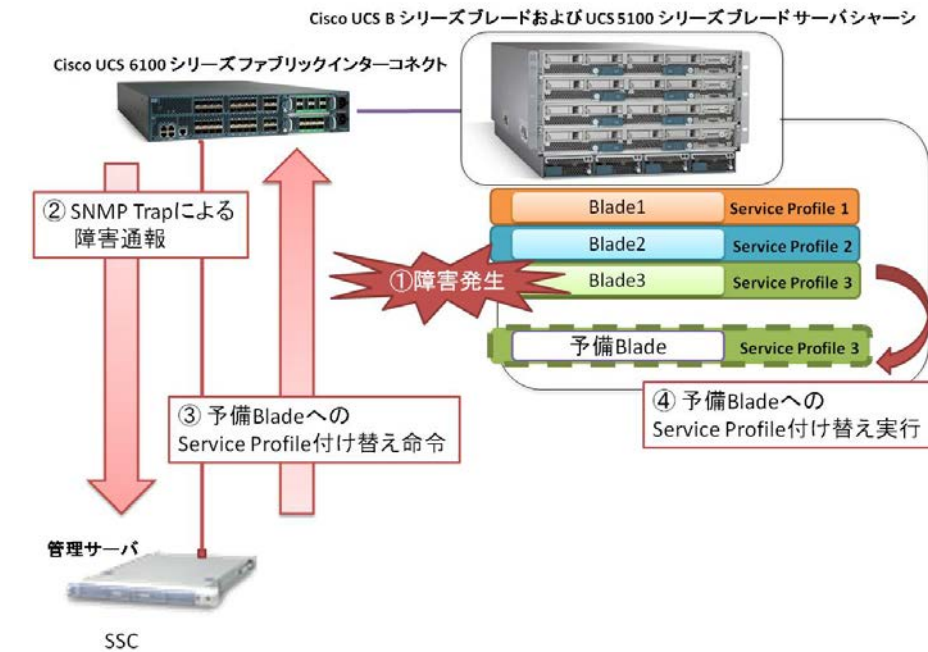 Cisco UCS B シリーズブレードおよび UCS 5100 シリーズブレード サーバシャーシ
Cisco UCS 6100 シリーズファブリックインターコネクト
② SNMP Trapによる
障害通報
Blade1
Service Profile 1
Blade2
Service Profile 2
①障害発生
Blade3
Service Profile 3
予備Blade
Service Profile 3
③ 予備Bladeへの
Service Profile付け替え命令
④ 予備Bladeへの
Service Profile付け替え実行
管理サーバ
SSC